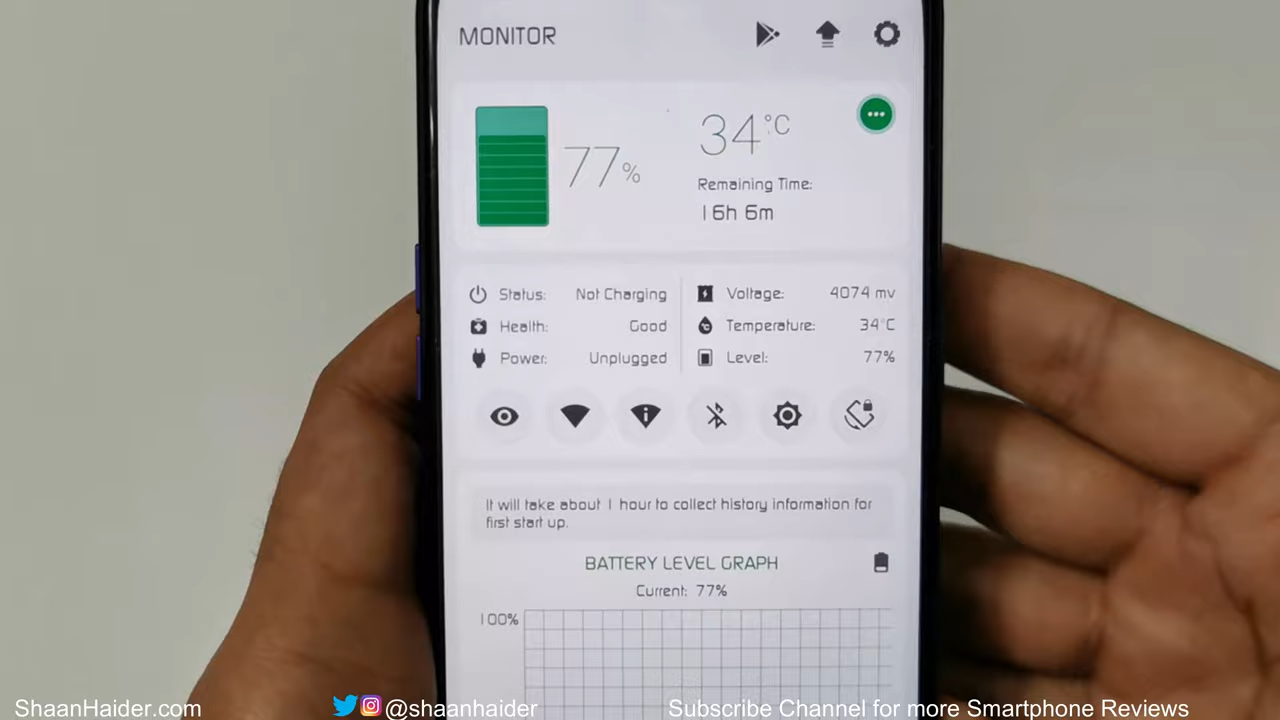 MONITOR
77%
34°C
Remaining Time:
16h 6m
Status: Not Charging
Health: Good
Power: Unplugged
Voltage: 4074 mv
Temperature: 34°C
Level: 77%
It will take about 1 hour to collect history information for
first start up.
BATTERY LEVEL GRAPH
Current: 77%
100%
ShaanHaider.com
@shaanhaider
Subscribe Channel for more Smartphone Reviews